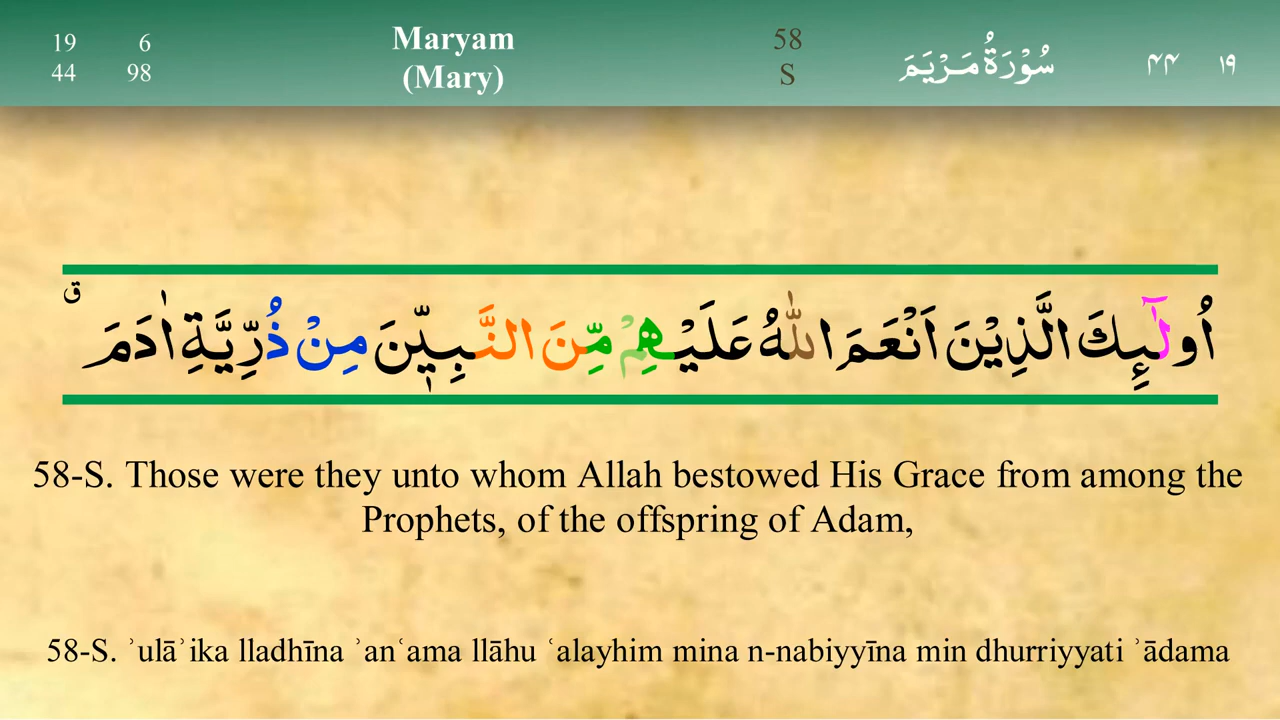 19 6 Maryam 58 سُوْرَةُ مَرْيَمَ ۴۴ ۱۹
44 98 (Mary) S
اُولٰٓئِكَ الَّذِيْنَ اَنْعَمَ اللّٰهُ عَلَيْهِمْ مِّنَ النَّبِيّٖنَ مِنْ ذُرِّيَّةِ اٰدَمَ ۙق
58-S. Those were they unto whom Allah bestowed His Grace from among the
Prophets, of the offspring of Adam,
58-S. ʾulāʾika lladhīna ʾanʿama llāhu ʿalayhim mina n-nabiyyīna min dhurriyyati ʾādama